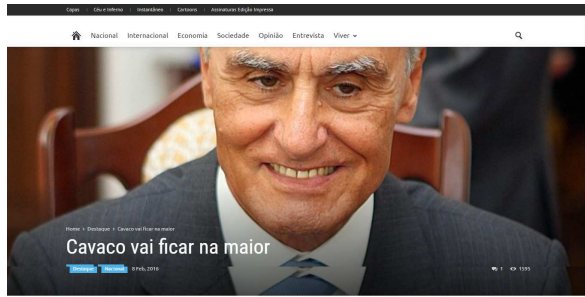 Capas Céu e Inferno Instantâneo Cartoons Assinaturas Edição Impressa
Nacional Internacional Economia Sociedade Opinião Entrevista Viver
Home › Destaque › Cavaco vai ficar na maior
Cavaco vai ficar na maior
Destaque Nacional 8 Feb, 2016 1 1595